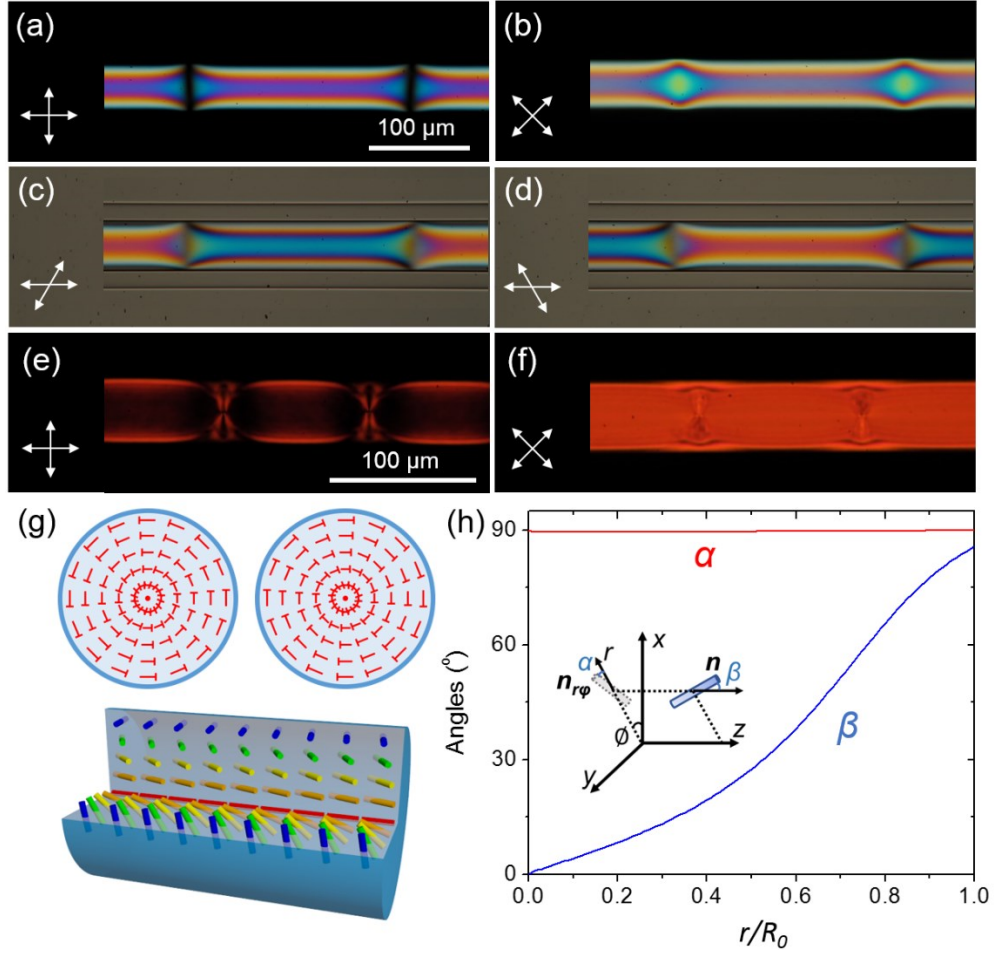 (a)
(b)
100 µm
(c)
(d)
(e)
(f)
100 µm
(g)
(h)
90
60
30
0
Angles (°)
α
β
x
r
α
n
β
nrφ
Ø
z
y
0.0
0.2
0.4
0.6
0.8
1.0
r/R0